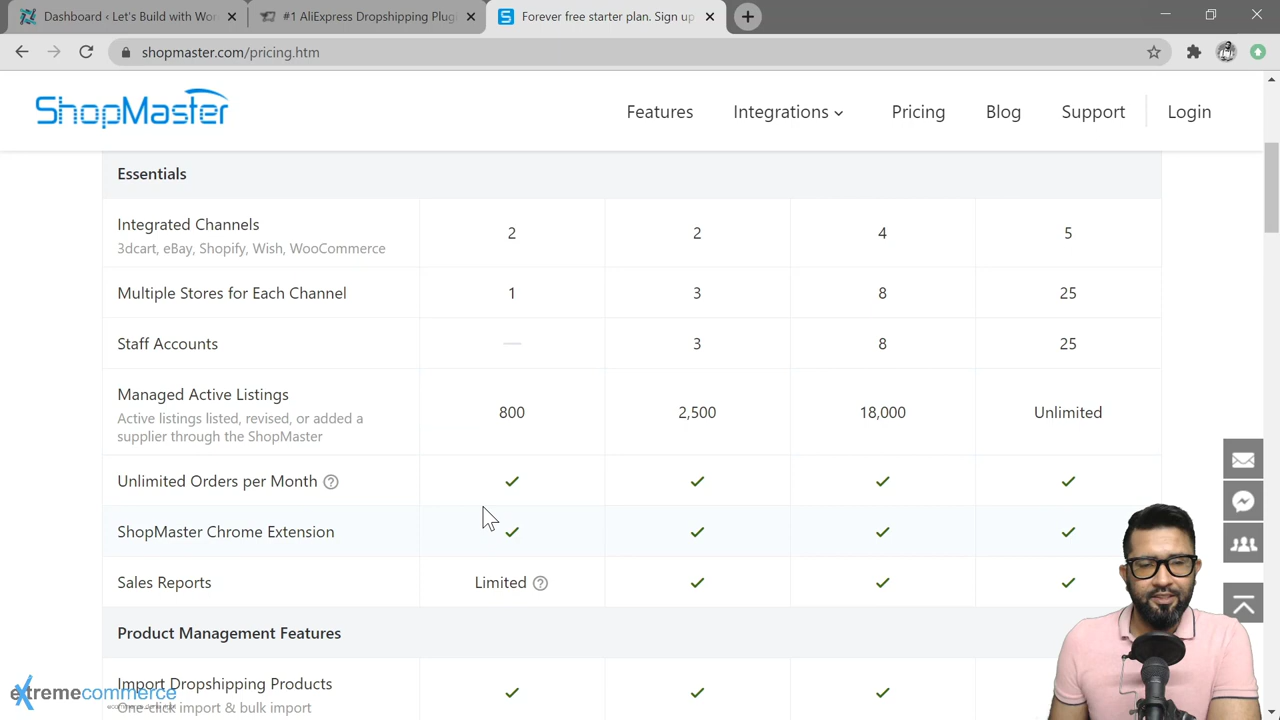 Dashboard ‹ Let's Build with Wor
#1 AliExpress Dropshipping Plug
Forever free starter plan. Sign up
shopmaster.com/pricing.htm
ShopMaster
Features
Integrations
Pricing
Blog
Support
Login
Essentials
Integrated Channels
3dcart, eBay, Shopify, Wish, WooCommerce
2
2
4
5
Multiple Stores for Each Channel
1
3
8
25
Staff Accounts
—
3
8
25
Managed Active Listings
Active listings listed, revised, or added a
supplier through the ShopMaster
800
2,500
18,000
Unlimited
Unlimited Orders per Month ?
ShopMaster Chrome Extension
Sales Reports
Limited ?
Product Management Features
Import Dropshipping Products
One-click import & bulk import
extremecommerce